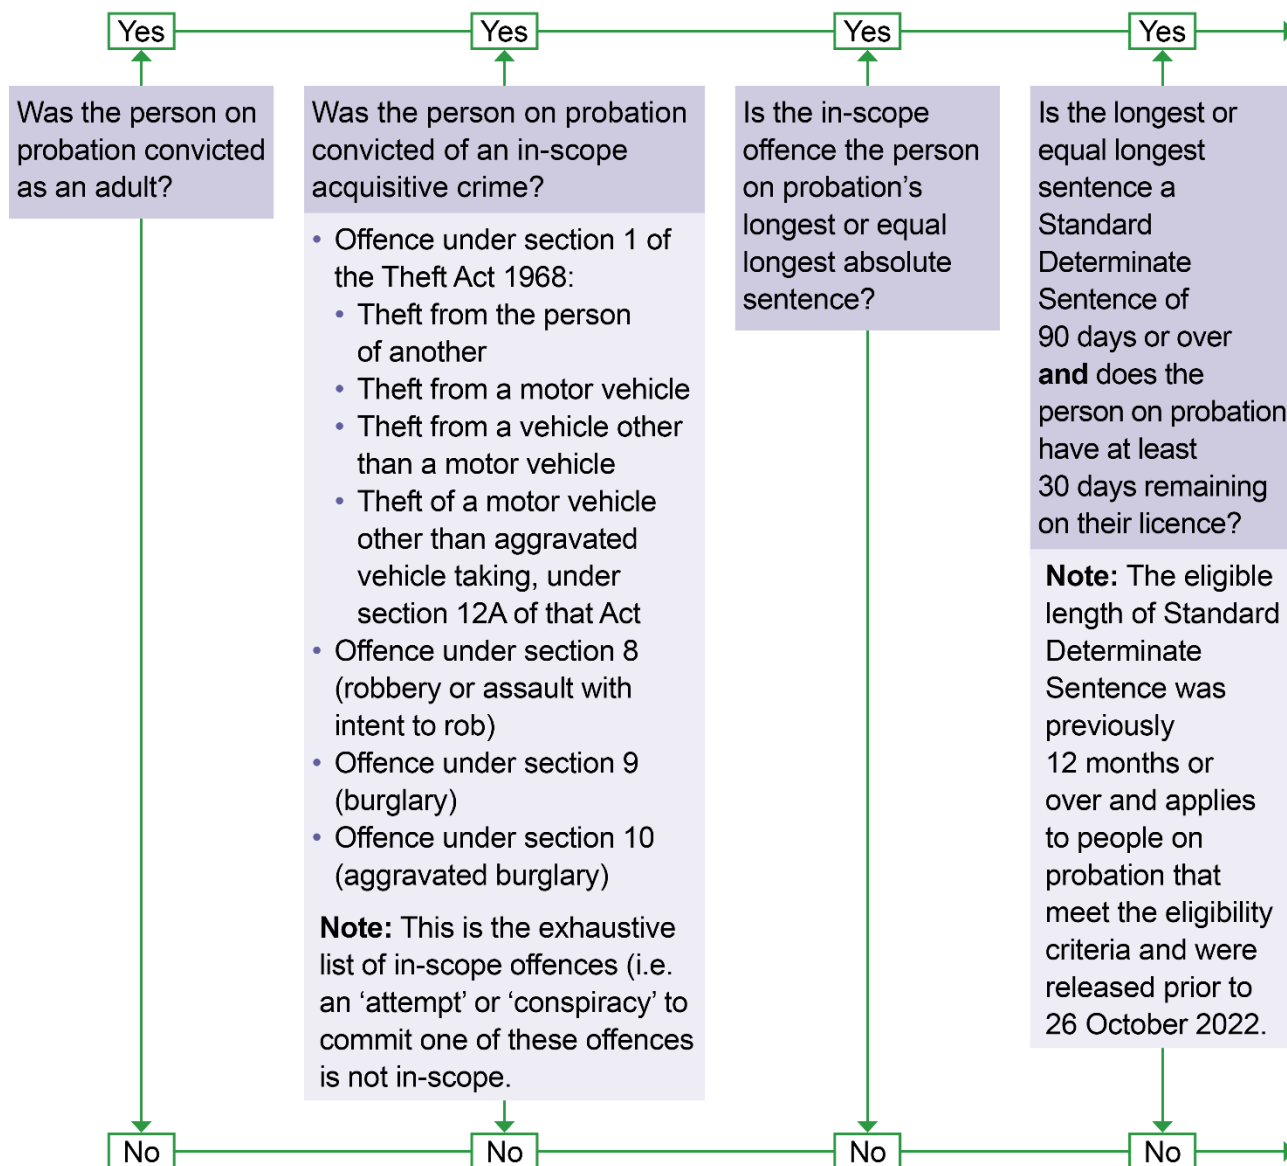 Yes
Yes
Yes
Yes
Was the person on
probation convicted
as an adult?
Was the person on probation
convicted of an in-scope
acquisitive crime?
• Offence under section 1 of
the Theft Act 1968:
• Theft from the person
of another
• Theft from a motor vehicle
• Theft from a vehicle other
than a motor vehicle
• Theft of a motor vehicle
other than aggravated
vehicle taking, under
section 12A of that Act
• Offence under section 8
(robbery or assault with
intent to rob)
• Offence under section 9
(burglary)
• Offence under section 10
(aggravated burglary)
Note: This is the exhaustive
list of in-scope offences (i.e.
an ‘attempt’ or ‘conspiracy’ to
commit one of these offences
is not in-scope.
Is the in-scope
offence the person
on probation’s
longest or equal
longest absolute
sentence?
Is the longest or
equal longest
sentence a
Standard
Determinate
Sentence of
90 days or over
and does the
person on probation
have at least
30 days remaining
on their licence?
Note: The eligible
length of Standard
Determinate
Sentence was
previously
12 months or
over and applies
to people on
probation that
meet the eligibility
criteria and were
released prior to
26 October 2022.
No
No
No
No